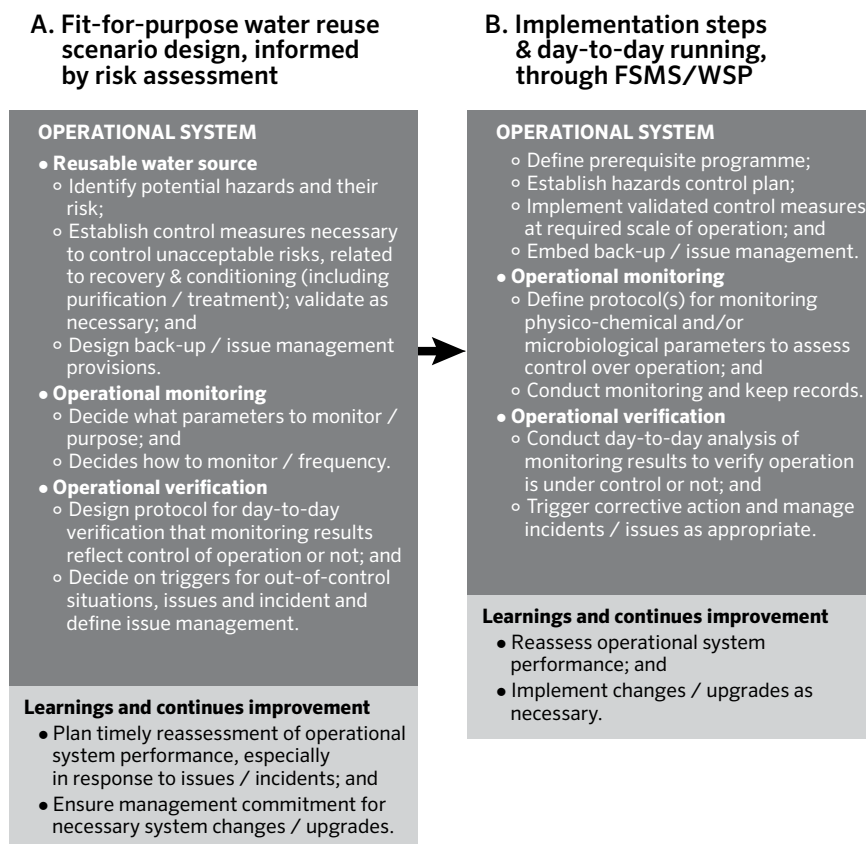 A. Fit-for-purpose water reuse
scenario design, informed
by risk assessment
OPERATIONAL SYSTEM
• Reusable water source
◦ Identify potential hazards and their
risk;
◦ Establish control measures necessary
to control unacceptable risks, related
to recovery & conditioning (including
purification / treatment); validate as
necessary; and
◦ Design back-up / issue management
provisions.
• Operational monitoring
◦ Decide what parameters to monitor /
purpose; and
◦ Decides how to monitor / frequency.
• Operational verification
◦ Design protocol for day-to-day
verification that monitoring results
reflect control of operation or not; and
◦ Decide on triggers for out-of-control
situations, issues and incident and
define issue management.
Learnings and continues improvement
• Plan timely reassessment of operational
system performance, especially
in response to issues / incidents; and
• Ensure management commitment for
necessary system changes / upgrades.
B. Implementation steps
& day-to-day running,
through FSMS/WSP
OPERATIONAL SYSTEM
◦ Define prerequisite programme;
◦ Establish hazards control plan;
◦ Implement validated control measures
at required scale of operation; and
◦ Embed back-up / issue management.
• Operational monitoring
◦ Define protocol(s) for monitoring
physico-chemical and/or
microbiological parameters to assess
control over operation; and
◦ Conduct monitoring and keep records.
• Operational verification
◦ Conduct day-to-day analysis of
monitoring results to verify operation
is under control or not; and
◦ Trigger corrective action and manage
incidents / issues as appropriate.
Learnings and continues improvement
• Reassess operational system
performance; and
• Implement changes / upgrades as
necessary.